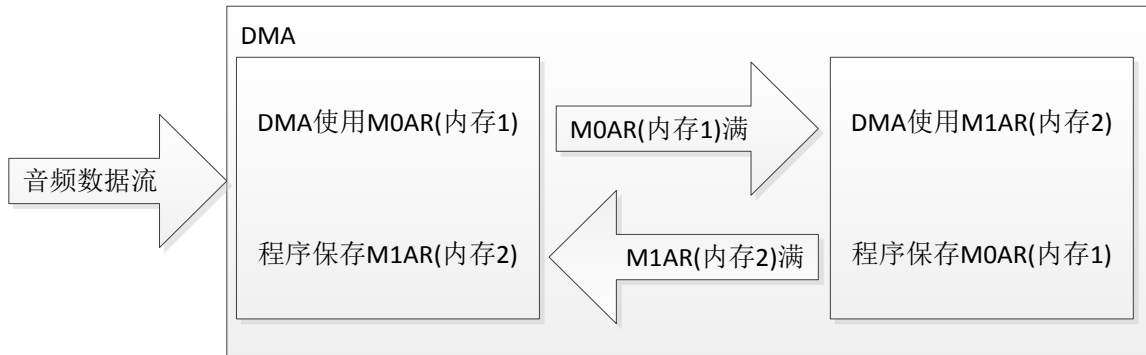 DMA
DMA使用M0AR(内存1)
程序保存M1AR(内存2)
音频数据流
M0AR(内存1)满
M1AR(内存2)满
DMA使用M1AR(内存2)
程序保存M0AR(内存1)